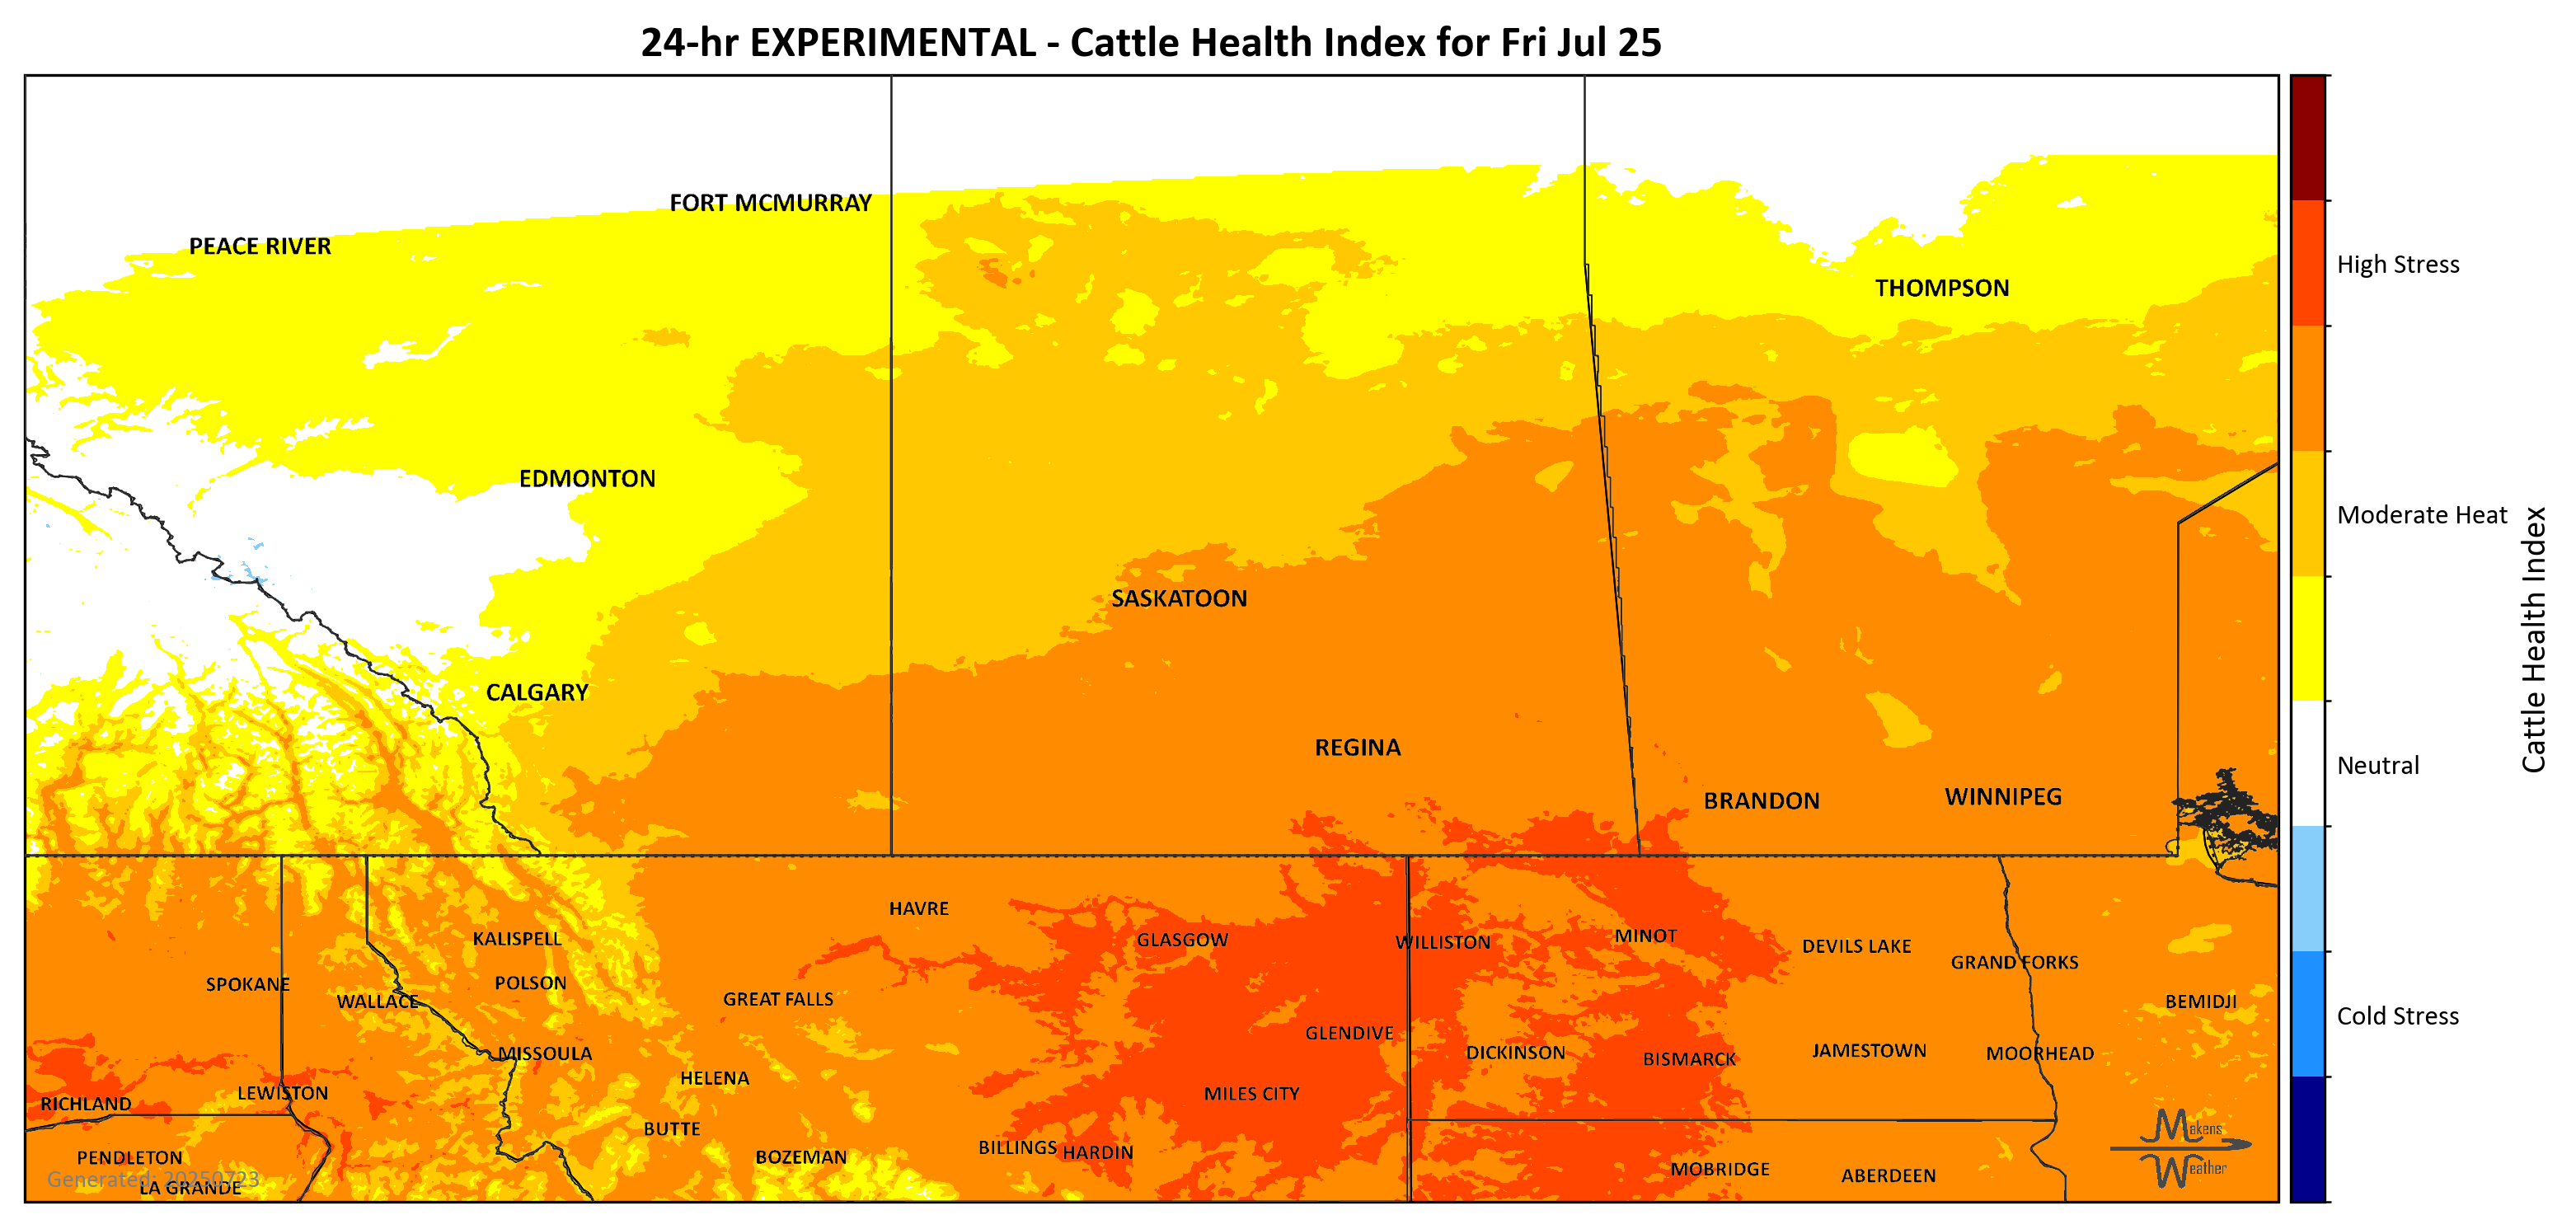 24-hr EXPERIMENTAL - Cattle Health Index for Fri Jul 25
FORT MCMURRAY
PEACE RIVER
THOMPSON
EDMONTON
SASKATOON
CALGARY
REGINA
BRANDON
WINNIPEG
HAVRE
KALISPELL
GLASGOW
WILLISTON
MINOT
DEVILS LAKE
GRAND FORKS
SPOKANE
POLSON
WALLACE
GREAT FALLS
BEMIDJI
GLENDIVE
MISSOULA
DICKINSON
BISMARCK
JAMESTOWN
MOORHEAD
HELENA
LEWISTON
MILES CITY
RICHLAND
BUTTE
BILLINGS
HARDIN
PENDLETON
BOZEMAN
MOBRIDGE
ABERDEEN
Generated: 20250723
LA GRANDE
Makens
Weather
High Stress
Moderate Heat
Neutral
Cold Stress
Cattle Health Index